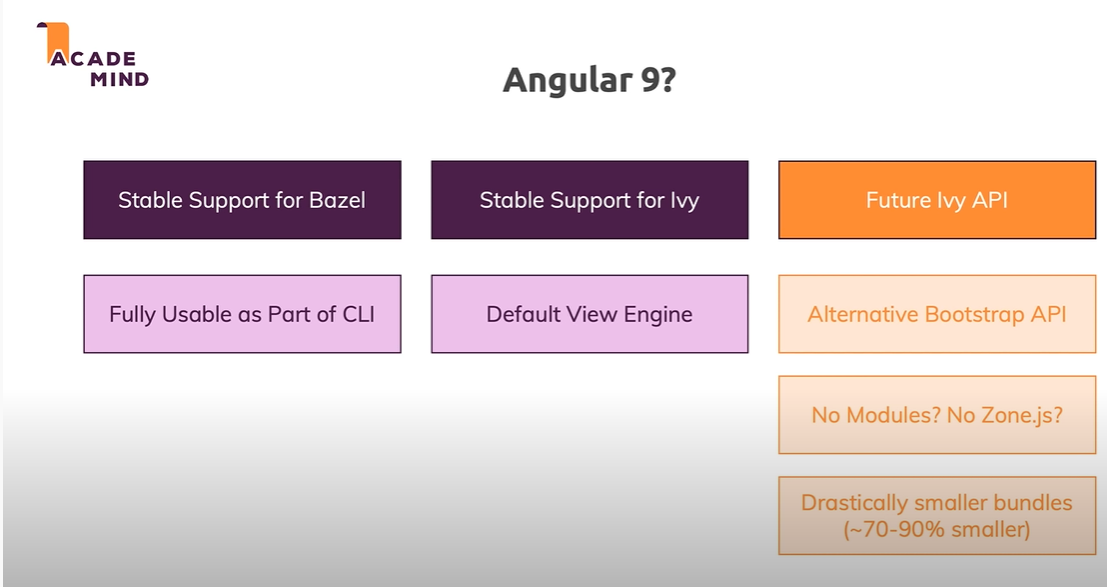 ACADE
MIND
Angular 9?
Stable Support for Bazel
Fully Usable as Part of CLI
Stable Support for Ivy
Default View Engine
Future Ivy API
Alternative Bootstrap API
No Modules? No Zone.js?
Drastically smaller bundles
(~70-90% smaller)